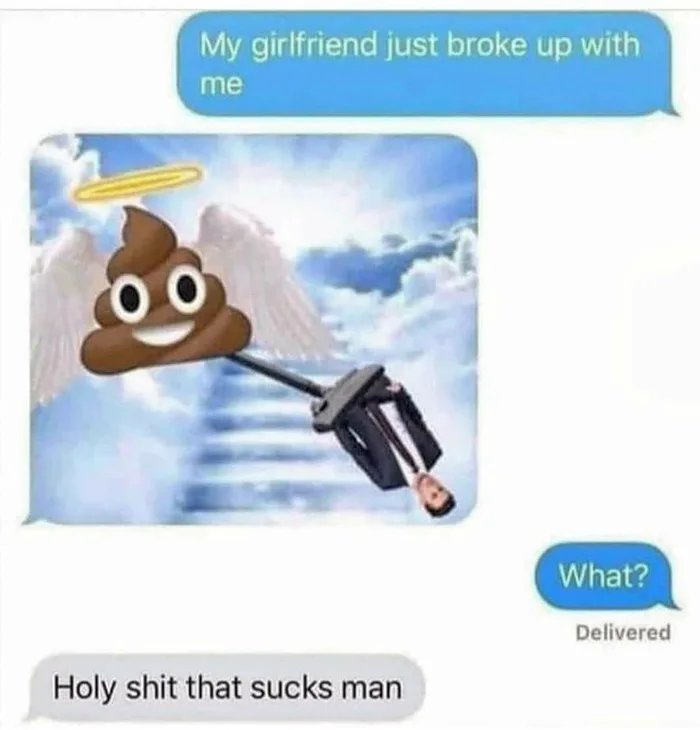 My girlfriend just broke up with
me
What?
Delivered
Holy shit that sucks man